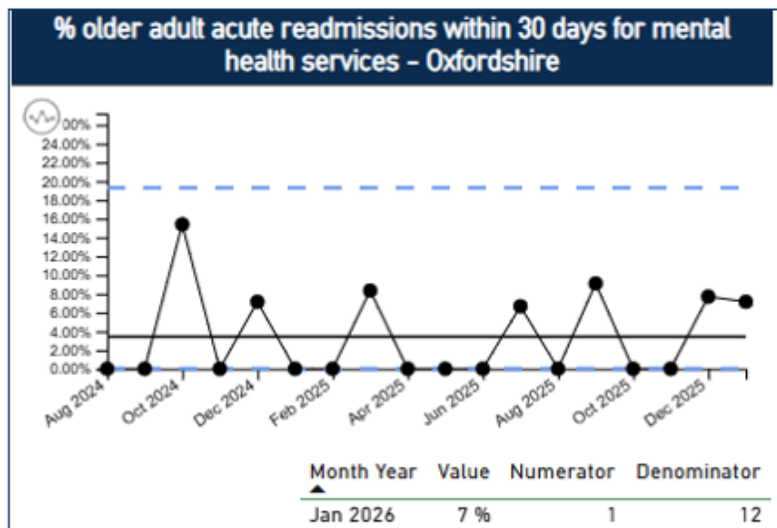 % older adult acute readmissions within 30 days for mental
health services - Oxfordshire
24.00%
22.00%
20.00%
18.00%
16.00%
14.00%
12.00%
10.00%
8.00%
6.00%
4.00%
2.00%
0.00%
Aug 2024 Oct 2024 Dec 2024 Feb 2025 Apr 2025 Jun 2025 Aug 2025 Oct 2025 Dec 2025
Month Year Value Numerator Denominator
Jan 2026 7 % 1 12